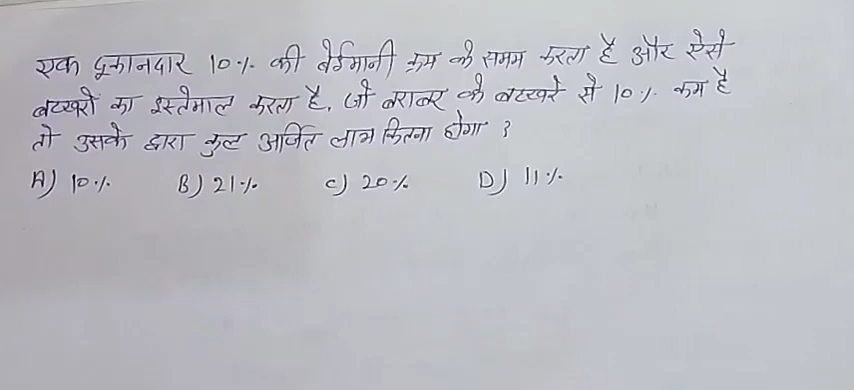 एक दूकानदार 10% की बेईमानी क्रय के समय करता है और ऐसे
बटखरों का इस्तेमाल करता है, जो बराबर के बटखरे से 10% कम है
तो उसके द्वारा कुल अर्जित लाभ कितना होगा ?
A) 10% B) 21% C) 20% D) 11%